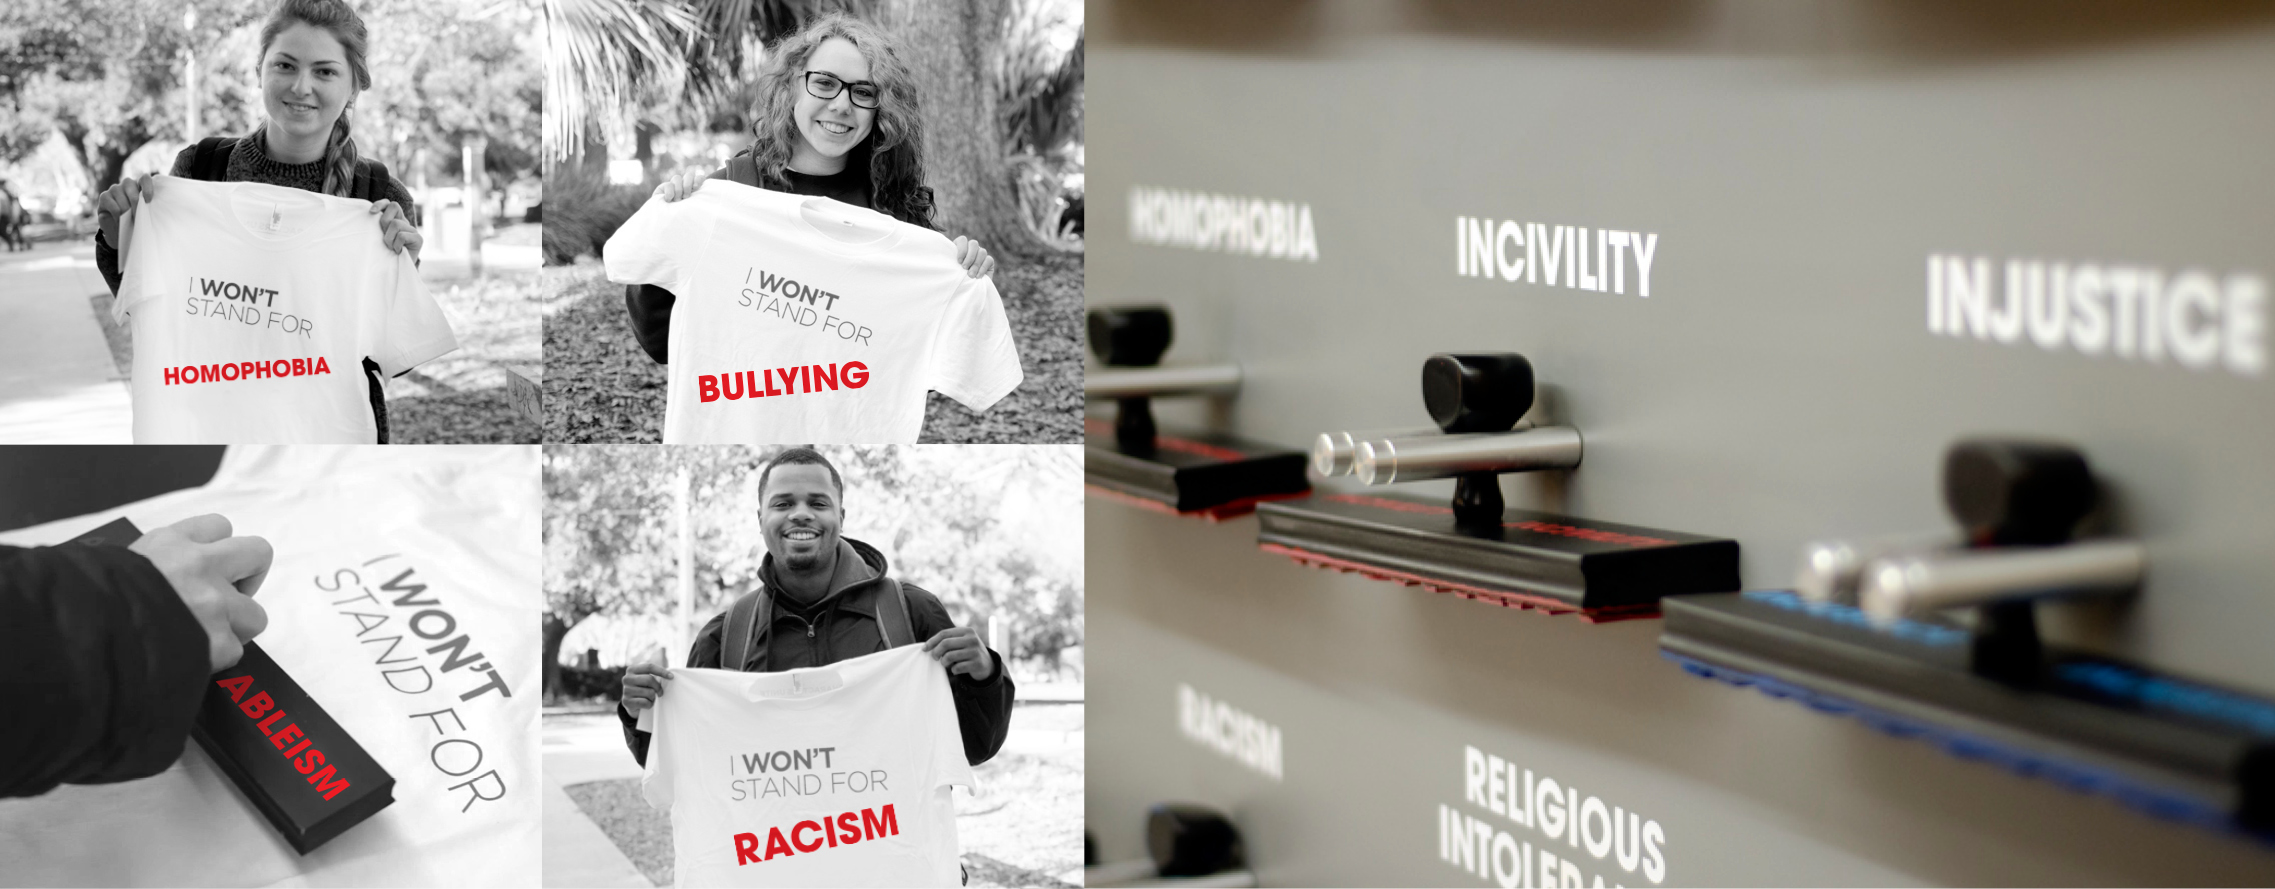 I WON'T
STAND FOR
HOMOPHOBIA
I WON'T
STAND FOR
BULLYING
I WON'T
STAND FOR
ABLEISM
I WON'T
STAND FOR
RACISM
HOMOPHOBIA
INCIVILITY
INJUSTICE
RACISM
RELIGIOUS